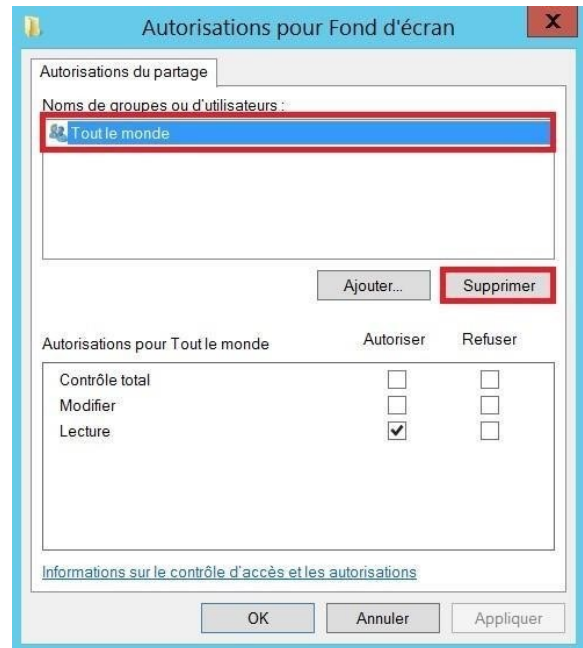 Autorisations pour Fond d'écran
X
Autorisations du partage
Noms de groupes ou d'utilisateurs :
Tout le monde
Ajouter... Supprimer
Autorisations pour Tout le monde Autoriser Refuser
Contrôle total
Modifier
Lecture
Informations sur le contrôle d'accès et les autorisations
OK Annuler Appliquer